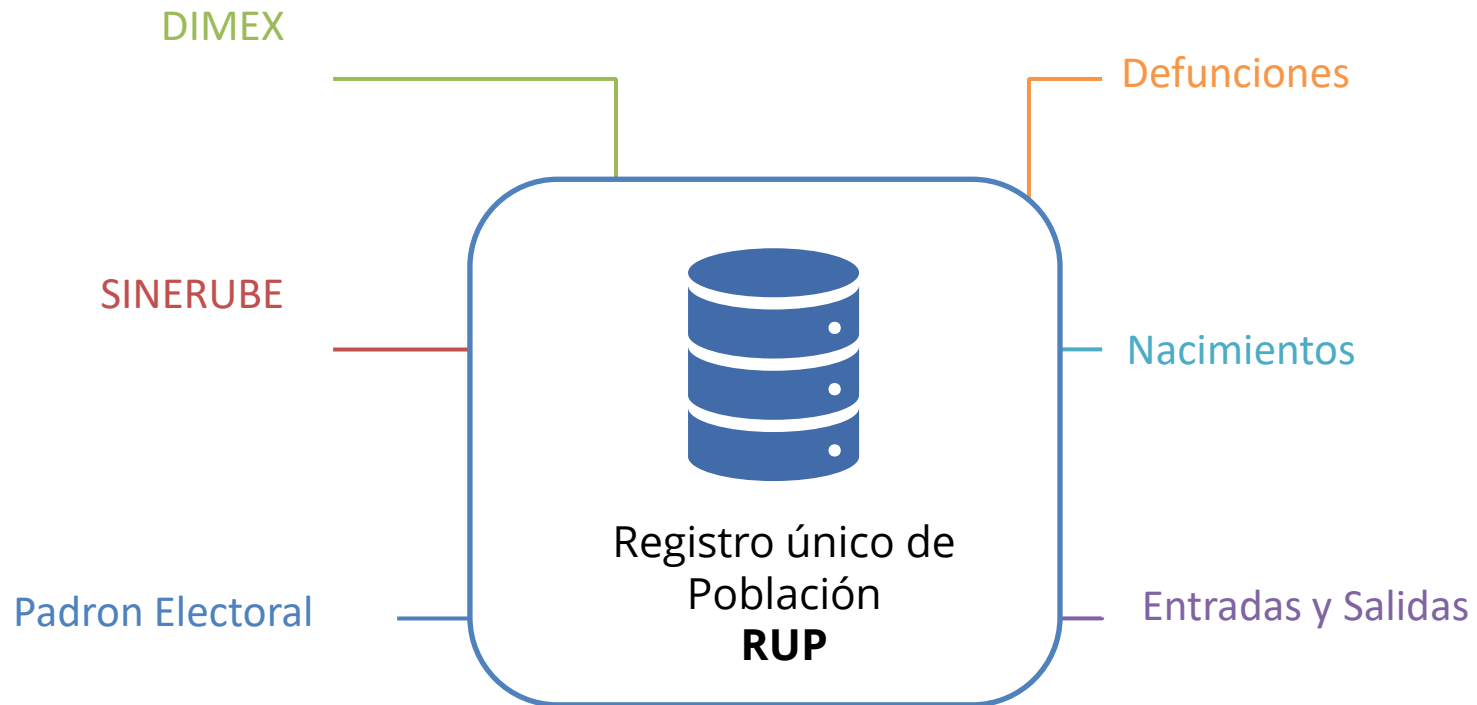 DIMEX
Defunciones
SINERUBE
Nacimientos
Padron Electoral
Entradas y Salidas
Registro único de
Población
RUP